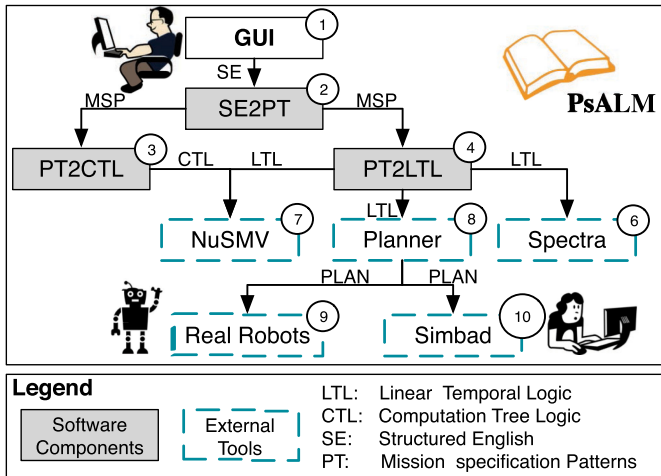 GUI
1
SE
PsALM
2
MSP
SE2PT
MSP
3
4
PT2CTL
CTL
LTL
PT2LTL
LTL
LTL
7
8
6
NuSMV
Planner
Spectra
PLAN
PLAN
9
10
Real Robots
Simbad
Legend
Software
Components
External
Tools
LTL: Linear Temporal Logic
CTL: Computation Tree Logic
SE: Structured English
PT: Mission specification Patterns